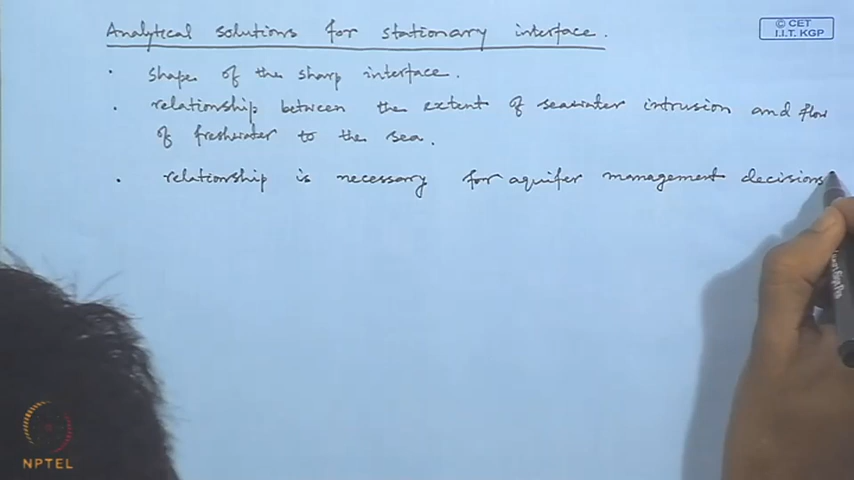 Analytical solutions for stationary interface.
© CET
I.I.T. KGP
· shape of the sharp interface.
· relationship between the extent of seawater intrusion and flow
of freshwater to the sea.
· relationship is necessary for aquifer management decisions
NPTEL